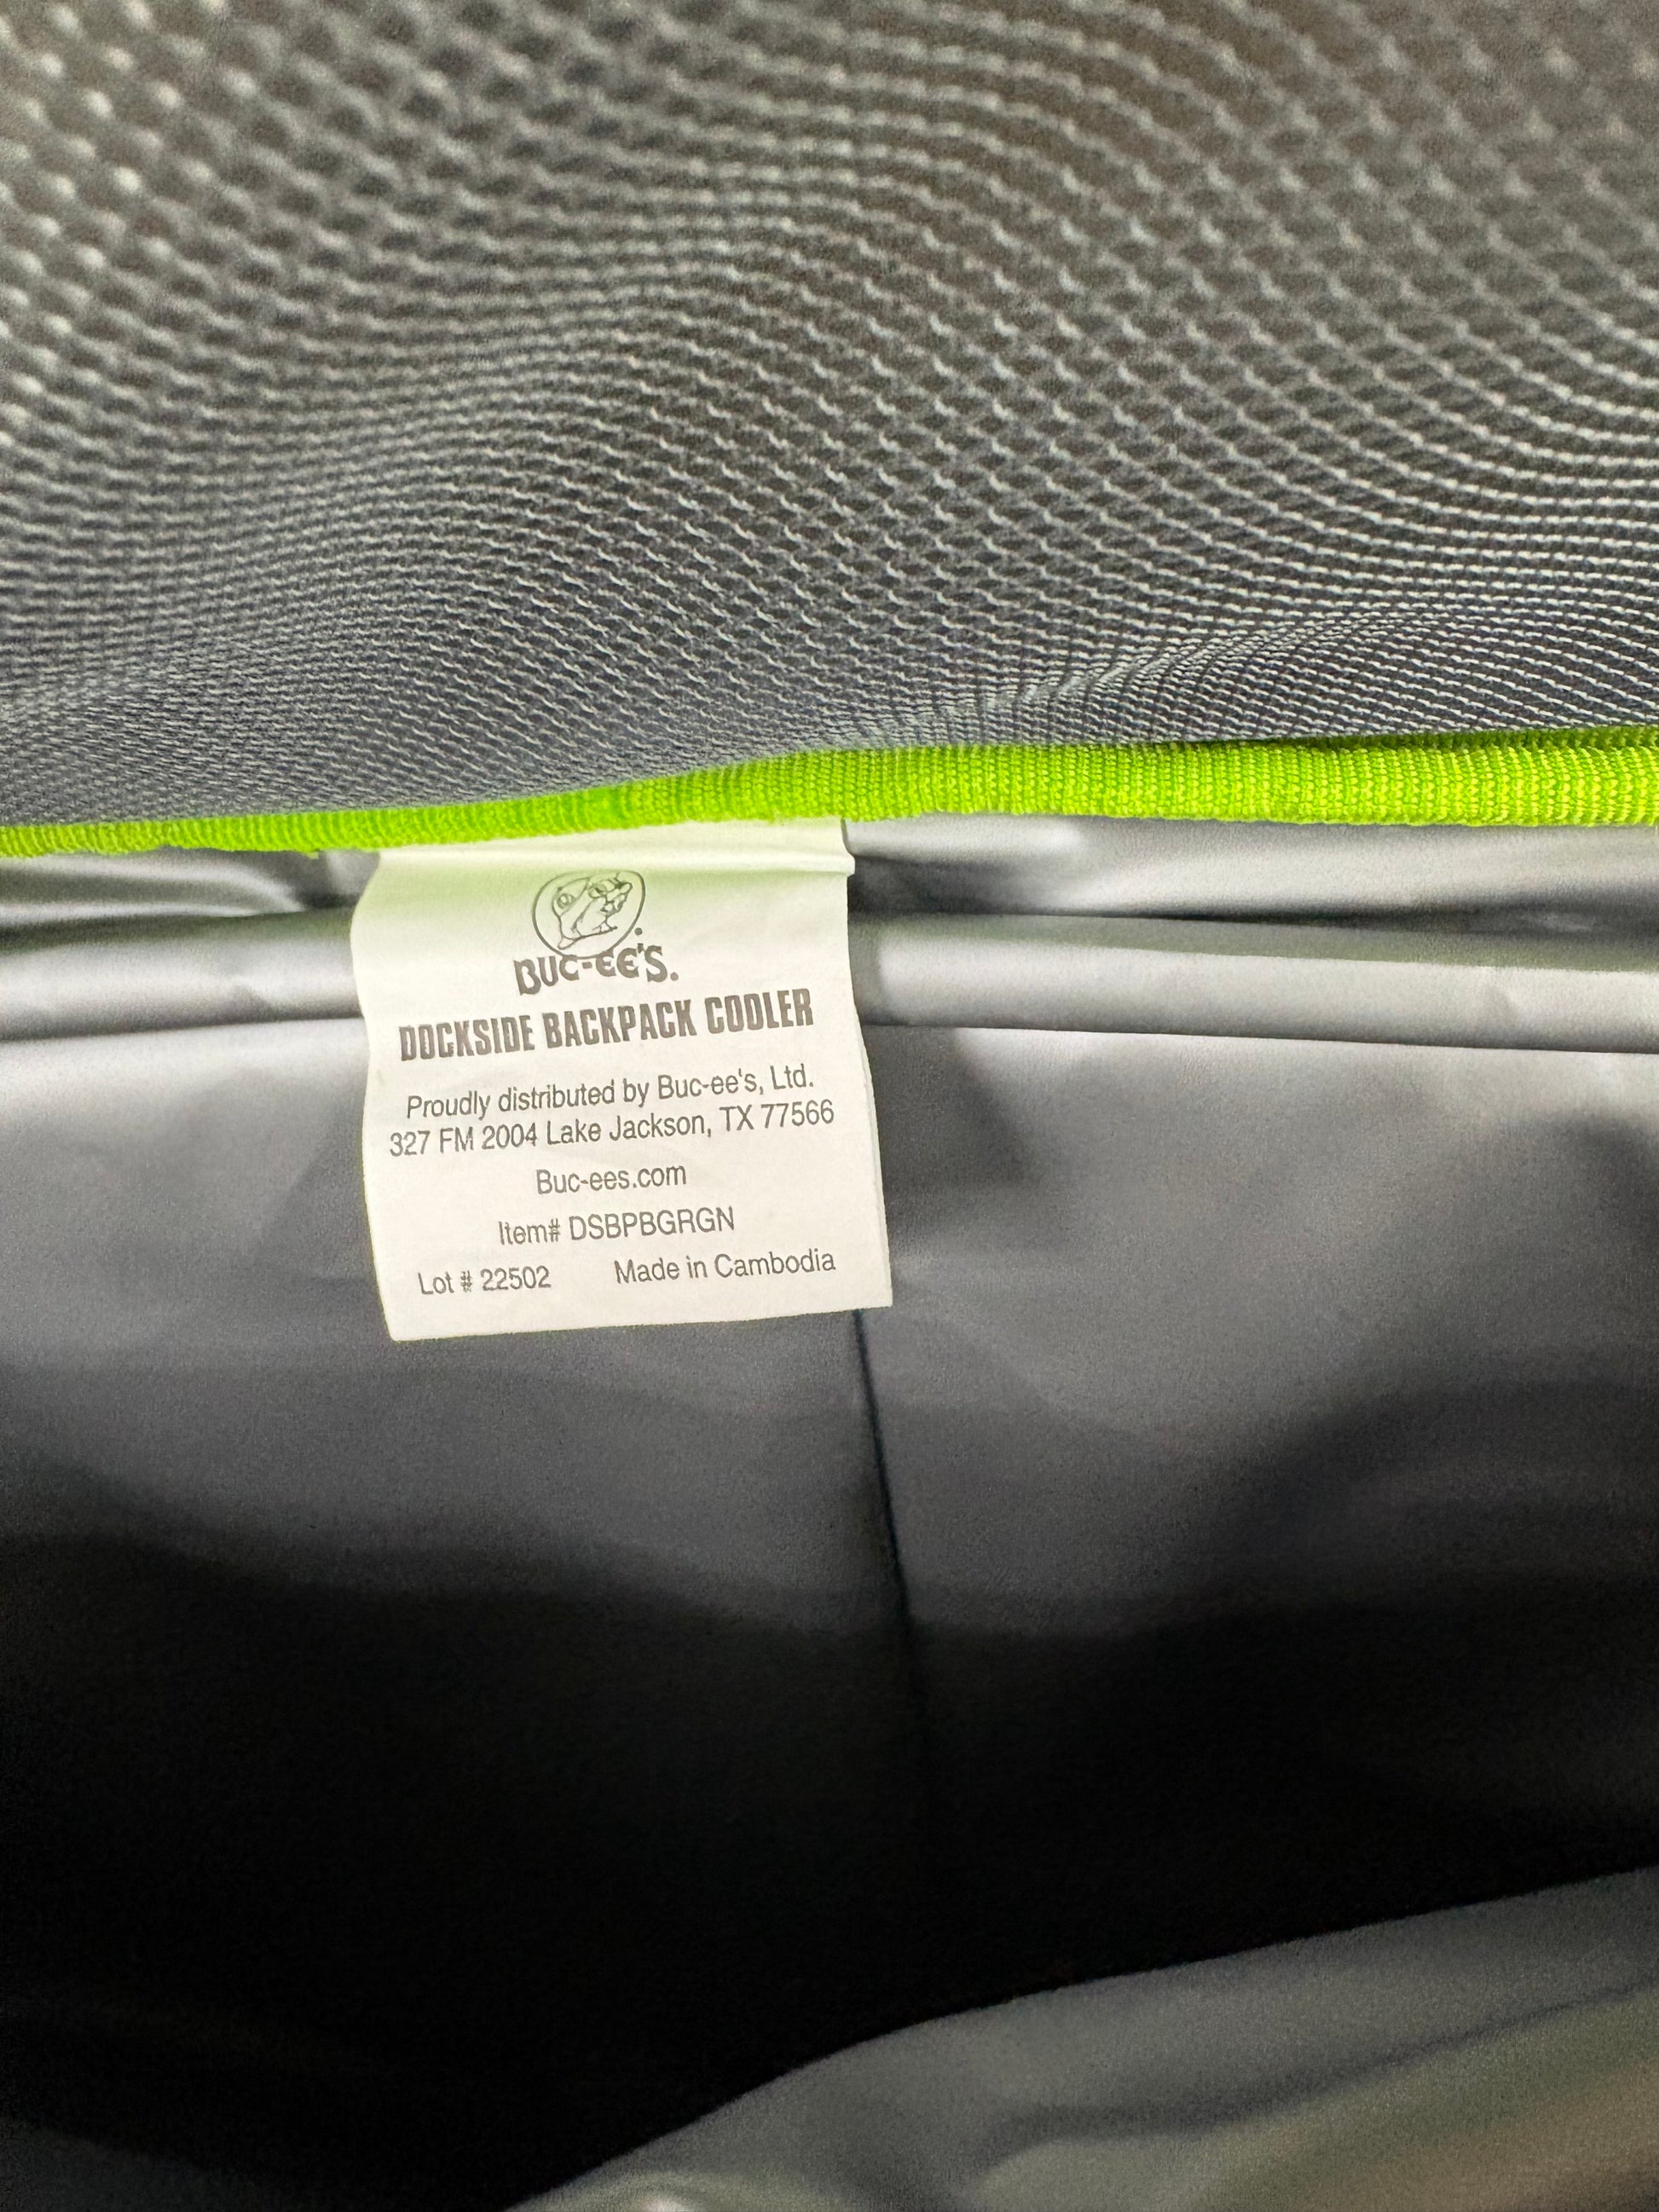 BUC-EE'S.
DOCKSIDE BACKPACK COOLER
Proudly distributed by Buc-ee's, Ltd.
327 FM 2004 Lake Jackson, TX 77566
Buc-ees.com
Item# DSBPBGRGN
Lot # 22502 Made in Cambodia